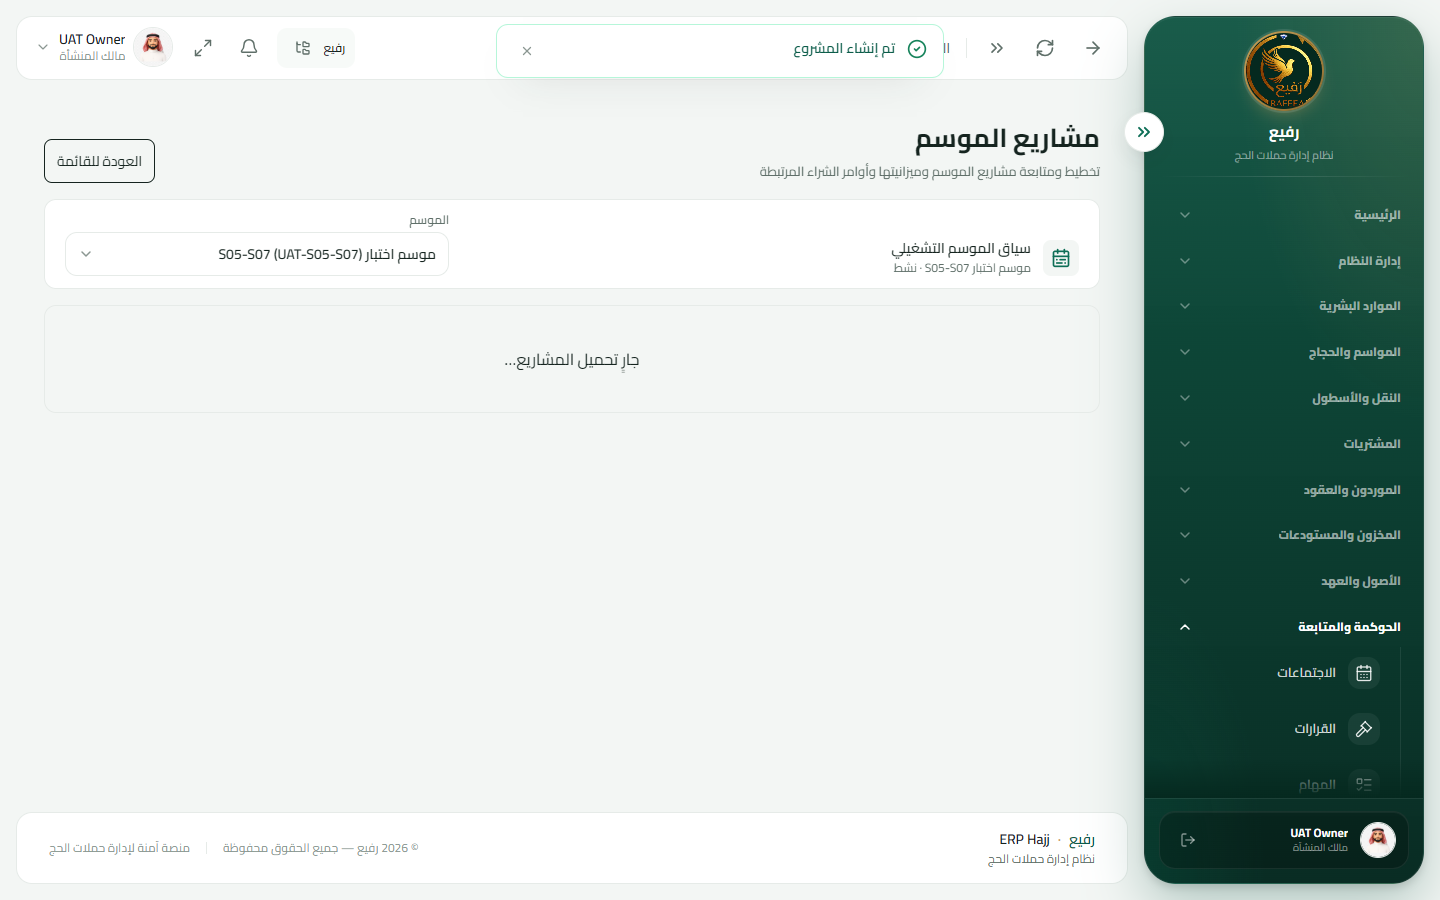 رفيع
RAFEEA
رفيع
نظام إدارة حملات الحج
الرئيسية
إدارة النظام
الموارد البشرية
المواسم والحجاج
النقل والأسطول
المشتريات
الموردون والعقود
المخزون والمستودعات
الأصول والعهد
الحوكمة والمتابعة
الاجتماعات
القرارات
المهام
UAT Owner
مالك المنشأة
تم إنشاء المشروع
رفيع
UAT Owner
مالك المنشأة
مشاريع الموسم
تخطيط ومتابعة مشاريع الموسم وميزانيتها وأوامر الشراء المرتبطة
العودة للقائمة
سياق الموسم التشغيلي
موسم اختبار S05-S07 · نشط
الموسم
موسم اختبار S05-S07 (UAT-S05-S07)
جارٍ تحميل المشاريع...
رفيع · ERP Hajj
نظام إدارة حملات الحج
© 2026 رفيع — جميع الحقوق محفوظة
منصة آمنة لإدارة حملات الحج